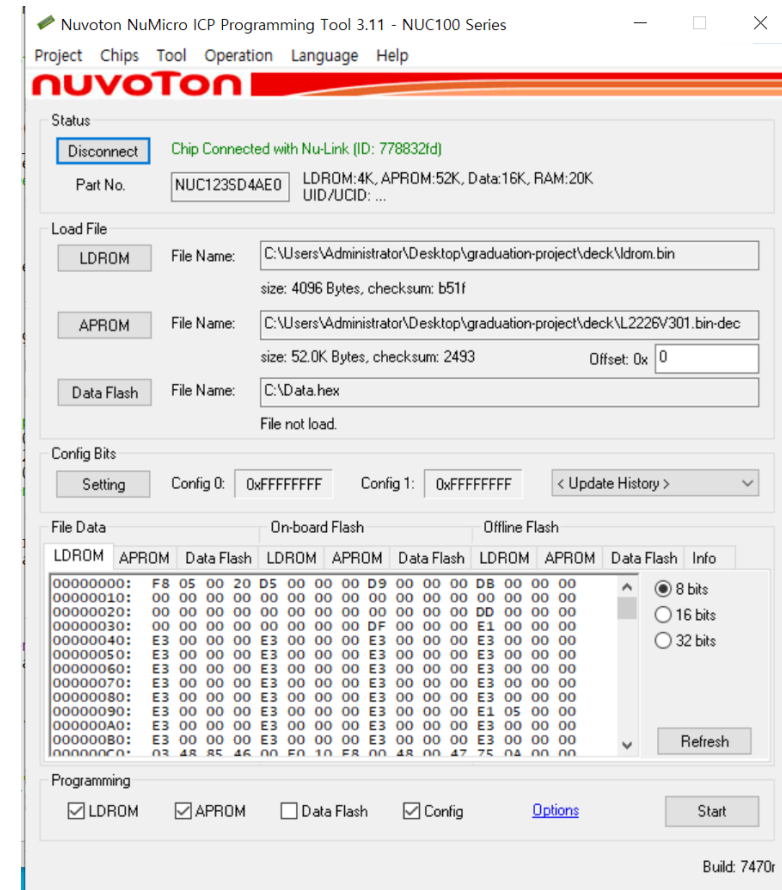 Nuvoton NuMicro ICP Programming Tool 3.11 - NUC100 Series
Project Chips Tool Operation Language Help
nuvoTon
Status
Disconnect Chip Connected with Nu-Link (ID: 778832fd)
Part No. NUC123SD4AE0 LDROM:4K, APROM:52K, Data:16K, RAM:20K
UID/UCID: ...
Load File
LDROM File Name: C:\Users\Administrator\Desktop\graduation-project\deck\ldrom.bin
size: 4096 Bytes, checksum: b51f
APROM File Name: C:\Users\Administrator\Desktop\graduation-project\deck\L2226V301.bin-dec
size: 52.0K Bytes, checksum: 2493 Offset: 0x 0
Data Flash File Name: C:\Data.hex
File not load.
Config Bits
Setting Config 0: 0xFFFFFFFF Config 1: 0xFFFFFFFF < Update History >
File Data On-board Flash Offline Flash
LDROM APROM Data Flash LDROM APROM Data Flash LDROM APROM Data Flash Info
00000000: F8 05 00 20 D5 00 00 00 D9 00 00 00 DB 00 00 00
00000010: 00 00 00 00 00 00 00 00 00 00 00 00 00 00 00 00
00000020: 00 00 00 00 00 00 00 00 00 00 00 00 DD 00 00 00
00000030: 00 00 00 00 00 00 00 00 DF 00 00 00 E1 00 00 00
00000040: E3 00 00 00 E3 00 00 00 E3 00 00 00 E3 00 00 00
00000050: E3 00 00 00 E3 00 00 00 E3 00 00 00 E3 00 00 00
00000060: E3 00 00 00 E3 00 00 00 E3 00 00 00 E3 00 00 00
00000070: E3 00 00 00 E3 00 00 00 E3 00 00 00 E3 00 00 00
00000080: E3 00 00 00 E3 00 00 00 E3 00 00 00 E3 00 00 00
00000090: E3 00 00 00 E3 00 00 00 E3 00 00 00 E1 05 00 00
000000A0: E3 00 00 00 E3 00 00 00 E3 00 00 00 E3 00 00 00
000000B0: E3 00 00 00 E3 00 00 00 E3 00 00 00 E3 00 00 00
000000C0: 03 48 85 46 00 F0 10 F8 00 48 00 47 75 0A 00 00
8 bits
16 bits
32 bits
Refresh
Programming
LDROM APROM Data Flash Config Options Start
Build: 7470r